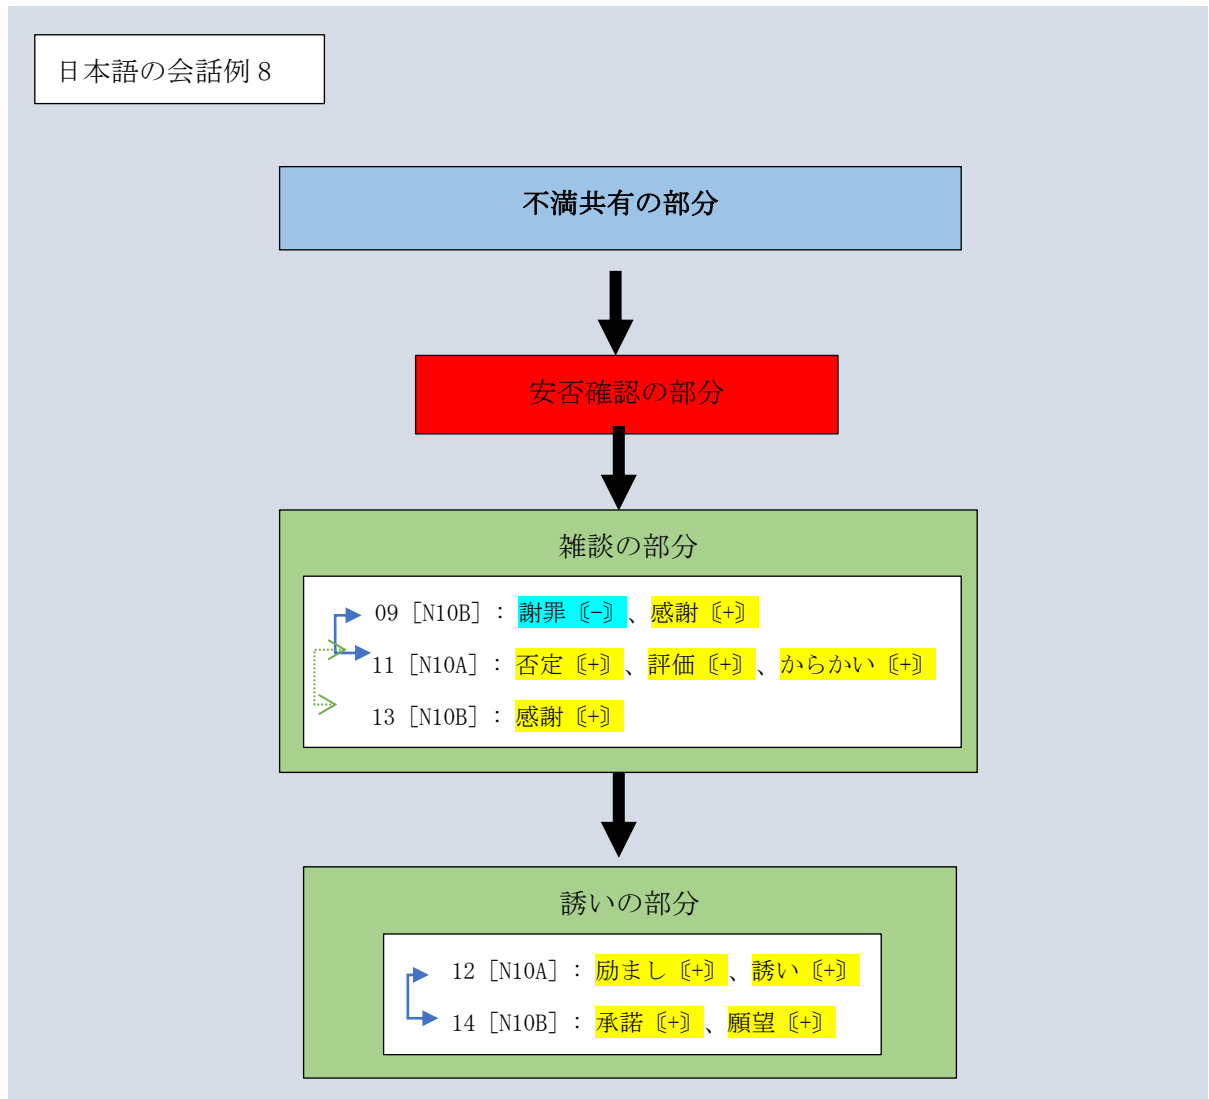 日本語の会話例 8
不満共有の部分
安否確認の部分
雑談の部分
09［N10B］：謝罪〔-〕、感謝〔+〕
11［N10A］：否定〔+〕、評価〔+〕、からかい〔+〕
13［N10B］：感謝〔+〕
誘いの部分
12［N10A］：励まし〔+〕、誘い〔+〕
14［N10B］：承諾〔+〕、願望〔+〕